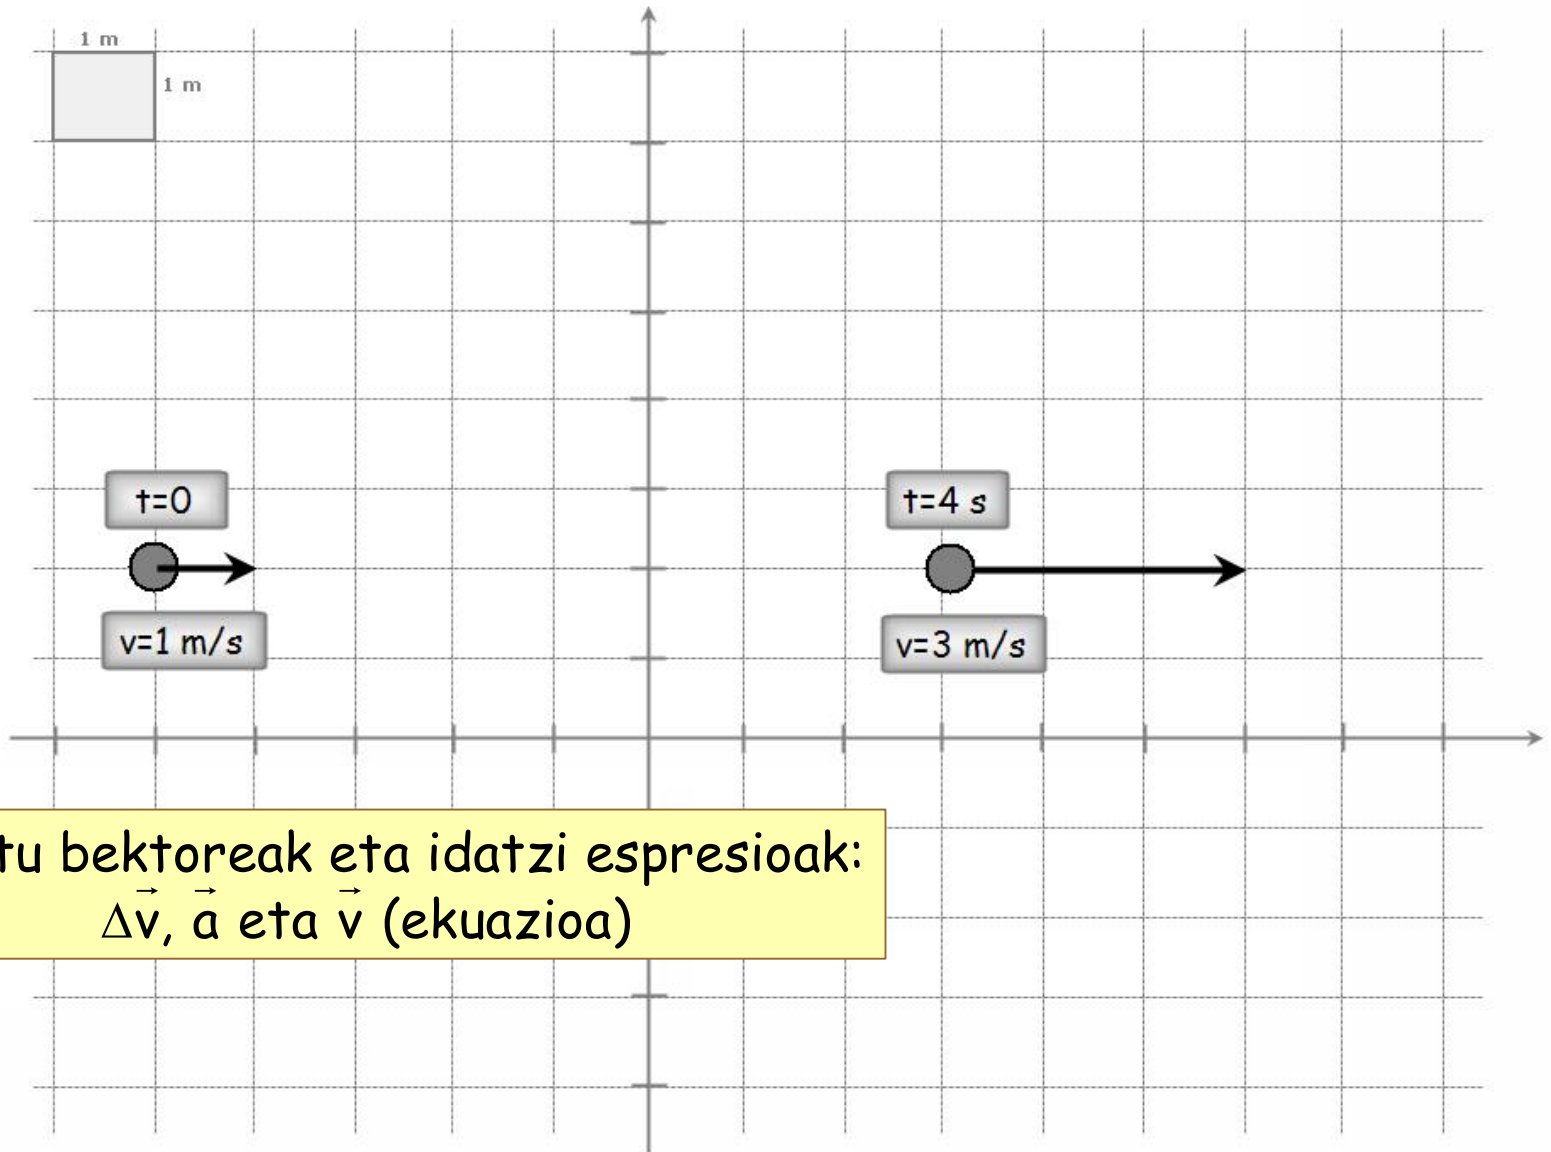 1 m
1 m
t=0
t=4 s
v=1 m/s
v=3 m/s
tu bektoreak eta idatzi espresioak:
Δv⃗, a⃗ eta v⃗ (ekuazioa)